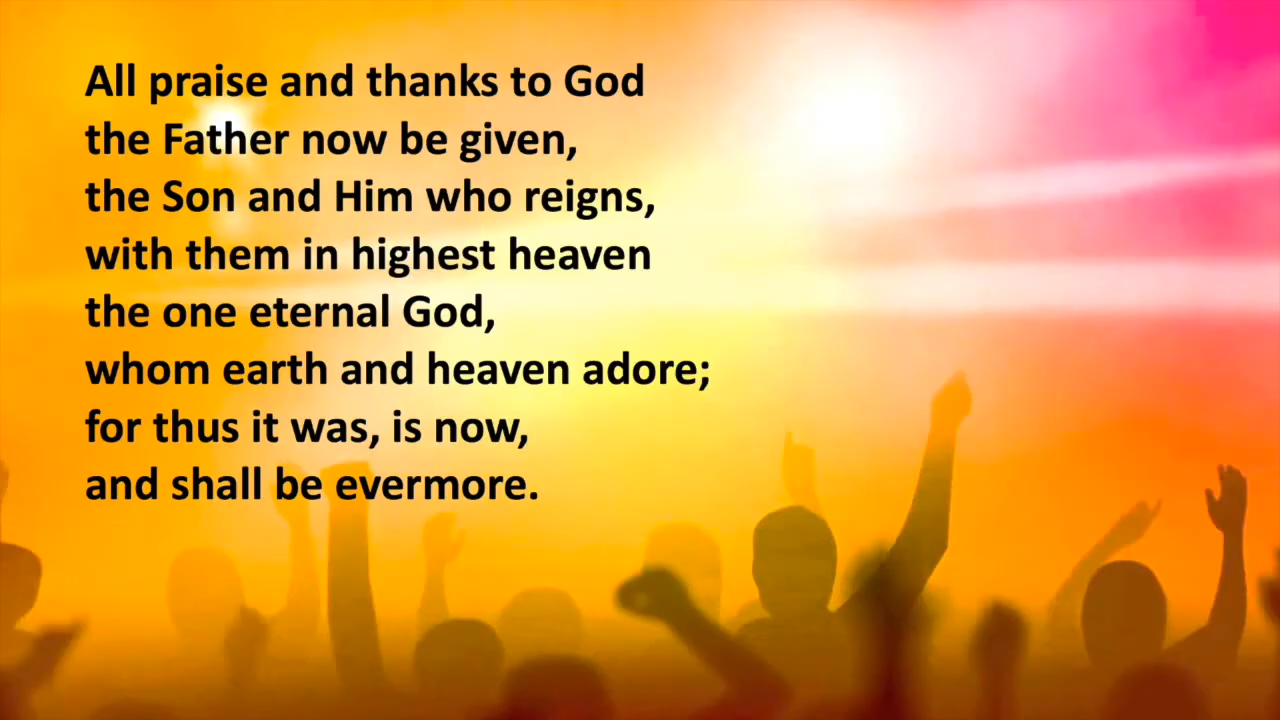 All praise and thanks to God
the Father now be given,
the Son and Him who reigns,
with them in highest heaven
the one eternal God,
whom earth and heaven adore;
for thus it was, is now,
and shall be evermore.